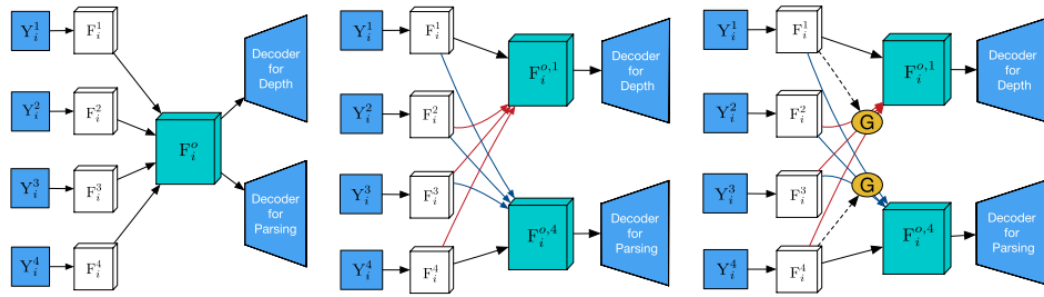 Y_i^1
F_i^1
Y_i^2
F_i^2
Y_i^3
F_i^3
Y_i^4
F_i^4
F_i^o
Decoder
for
Depth
Decoder
for
Parsing
Y_i^1
F_i^1
Y_i^2
F_i^2
Y_i^3
F_i^3
Y_i^4
F_i^4
F_i^{o,1}
F_i^{o,4}
Decoder
for
Depth
Decoder
for
Parsing
Y_i^1
F_i^1
Y_i^2
F_i^2
Y_i^3
F_i^3
Y_i^4
F_i^4
G
G
F_i^{o,1}
F_i^{o,4}
Decoder
for
Depth
Decoder
for
Parsing